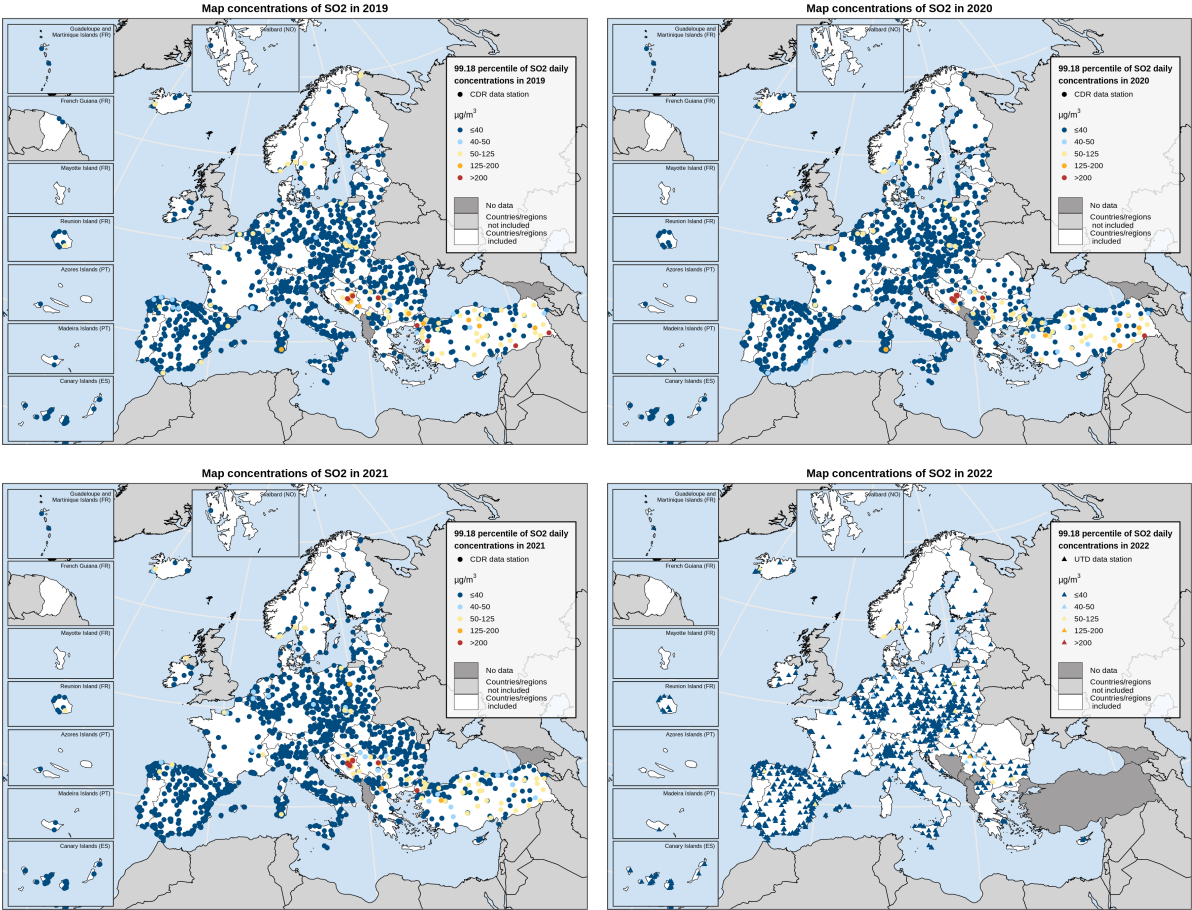 Map concentrations of SO2 in 2019
Guadeloupe and
Martinique Islands (FR)
Svalbard (NO)
French Guiana (FR)
Mayotte Island (FR)
Reunion Island (FR)
Azores Islands (PT)
Madeira Islands (PT)
Canary Islands (ES)
99.18 percentile of SO2 daily
concentrations in 2019
CDR data station
µg/m3
≤40
40-50
50-125
125-200
>200
No data
Countries/regions
not included
Countries/regions
included
Map concentrations of SO2 in 2020
Guadeloupe and
Martinique Islands (FR)
Svalbard (NO)
French Guiana (FR)
Mayotte Island (FR)
Reunion Island (FR)
Azores Islands (PT)
Madeira Islands (PT)
Canary Islands (ES)
99.18 percentile of SO2 daily
concentrations in 2020
CDR data station
µg/m3
≤40
40-50
50-125
125-200
>200
No data
Countries/regions
not included
Countries/regions
included
Map concentrations of SO2 in 2021
Guadeloupe and
Martinique Islands (FR)
Svalbard (NO)
French Guiana (FR)
Mayotte Island (FR)
Reunion Island (FR)
Azores Islands (PT)
Madeira Islands (PT)
Canary Islands (ES)
99.18 percentile of SO2 daily
concentrations in 2021
CDR data station
µg/m3
≤40
40-50
50-125
125-200
>200
No data
Countries/regions
not included
Countries/regions
included
Map concentrations of SO2 in 2022
Guadeloupe and
Martinique Islands (FR)
Svalbard (NO)
French Guiana (FR)
Mayotte Island (FR)
Reunion Island (FR)
Azores Islands (PT)
Madeira Islands (PT)
Canary Islands (ES)
99.18 percentile of SO2 daily
concentrations in 2022
UTD data station
µg/m3
≤40
40-50
50-125
125-200
>200
No data
Countries/regions
not included
Countries/regions
included